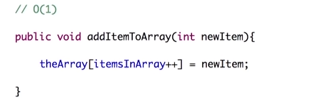 // O(1)
public void addItemToArray(int newItem){
theArray[itemsInArray++] = newItem;
}